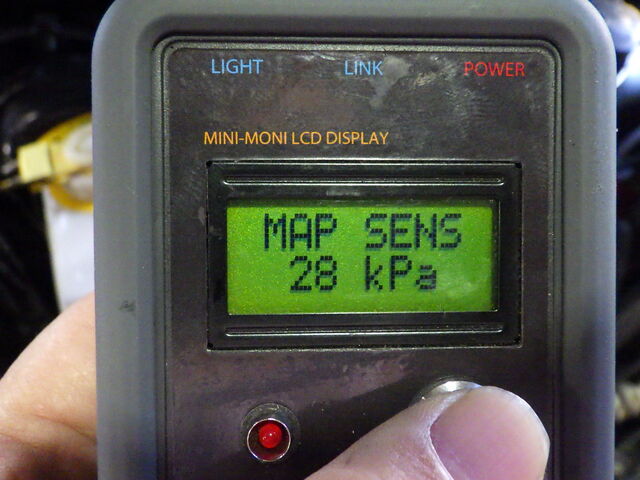 LIGHT LINK POWER
MINI-MONI LCD DISPLAY
MAP SENS
28 kPa